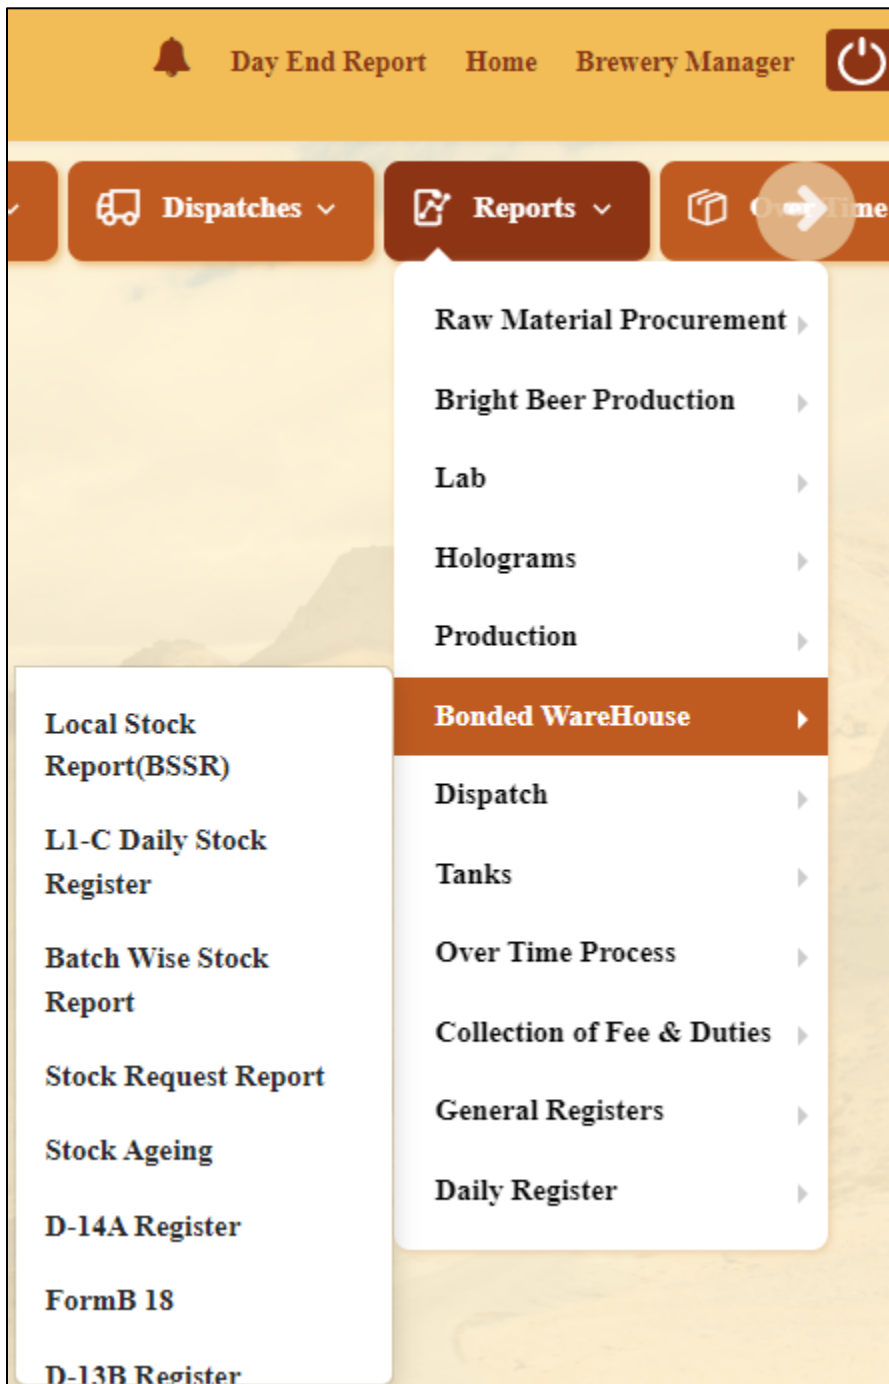 Day End Report Home Brewery Manager
Dispatches Reports Over Time
Raw Material Procurement
Bright Beer Production
Lab
Holograms
Production
Bonded WareHouse
Dispatch
Tanks
Over Time Process
Collection of Fee & Duties
General Registers
Daily Register
Local Stock
Report(BSSR)
L1-C Daily Stock
Register
Batch Wise Stock
Report
Stock Request Report
Stock Ageing
D-14A Register
FormB 18
D-13B Register